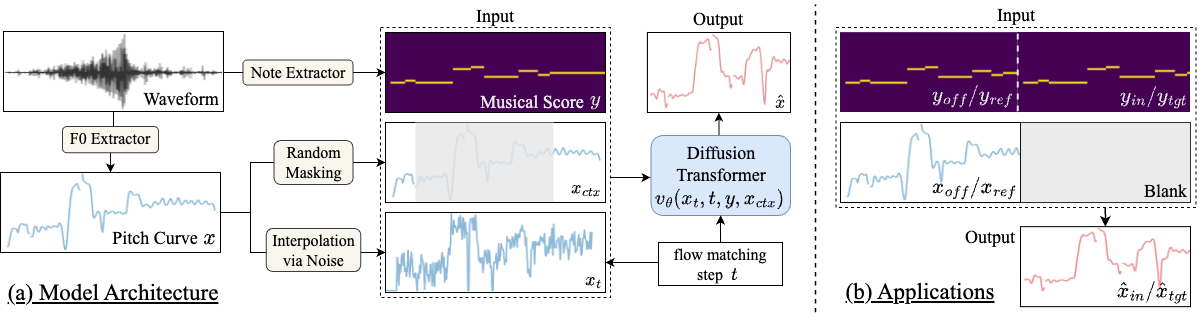 Input
Output
Input
Waveform
Note Extractor
Musical Score y
x̂
y_off/y_ref
y_in/y_tgt
F0 Extractor
Random
Masking
x_ctx
Diffusion
Transformer
v_θ(x_t, t, y, x_ctx)
x_off/x_ref
Blank
Pitch Curve x
Interpolation
via Noise
x_t
flow matching
step t
Output
x̂_in/x̂_tgt
(a) Model Architecture
(b) Applications